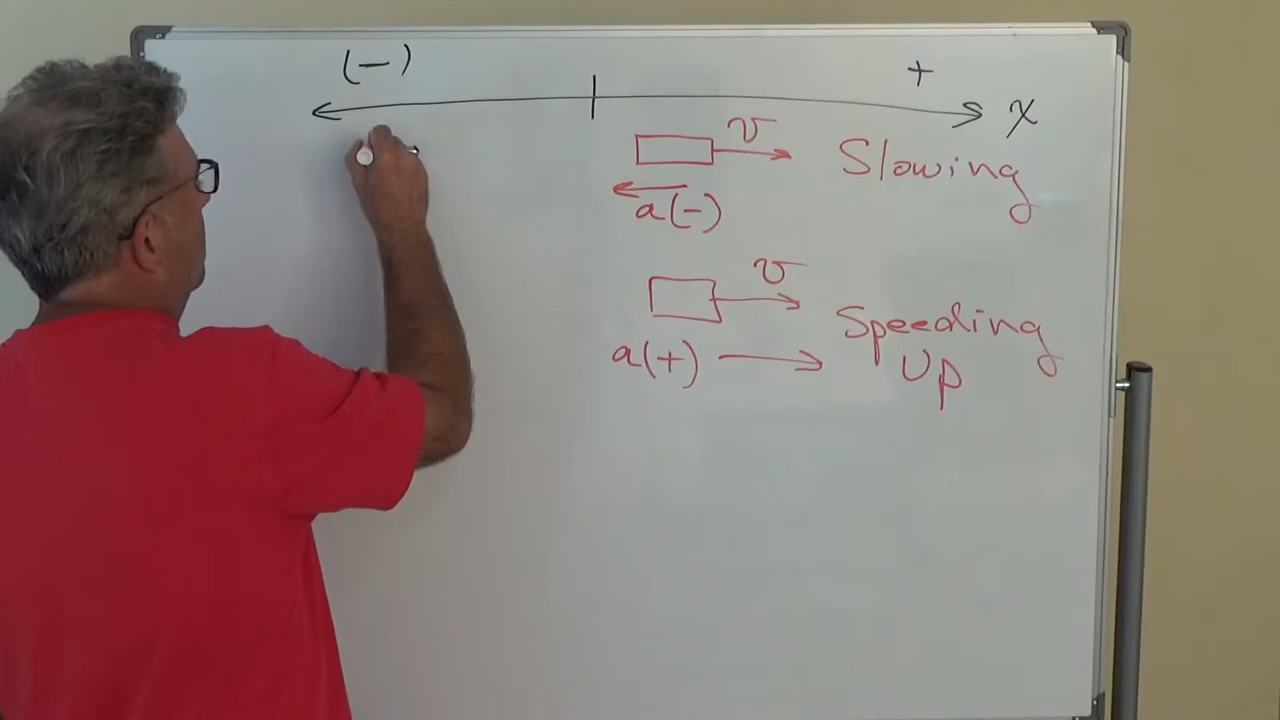 (-) +
x
v
Slowing
a(-)
v
Speeding
Up
a(+)